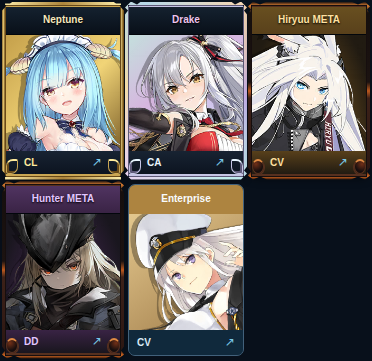 Neptune
Drake
Hiryuu META
CL
CA
CV
Hunter META
Enterprise
DD
CV